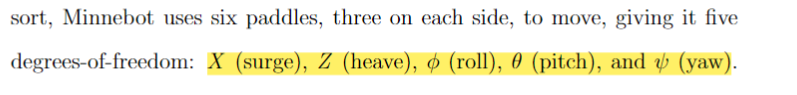 sort, Minnebot uses six paddles, three on each side, to move, giving it five
degrees-of-freedom: X (surge), Z (heave), ϕ (roll), θ (pitch), and ψ (yaw).